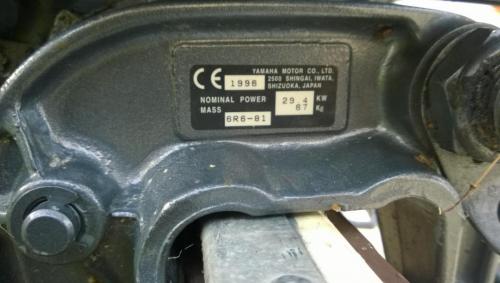 CE 1998 YAMAHA MOTOR CO., LTD.
2500 SHINGAI, IWATA,
SHIZUOKA, JAPAN
NOMINAL POWER 29.4 KW
MASS 87 Kg
6R6-81